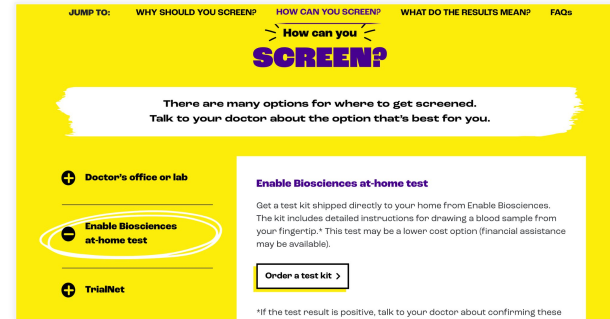 JUMP TO: WHY SHOULD YOU SCREEN? HOW CAN YOU SCREEN? WHAT DO THE RESULTS MEAN? FAQs
How can you
SCREEN?
There are many options for where to get screened.
Talk to your doctor about the option that's best for you.
Doctor's office or lab
Enable Biosciences
at-home test
TrialNet
Enable Biosciences at-home test
Get a test kit shipped directly to your home from Enable Biosciences.
The kit includes detailed instructions for drawing a blood sample from
your fingertip.* This test may be a lower cost option (financial assistance
may be available).
Order a test kit >
*If the test result is positive, talk to your doctor about confirming these